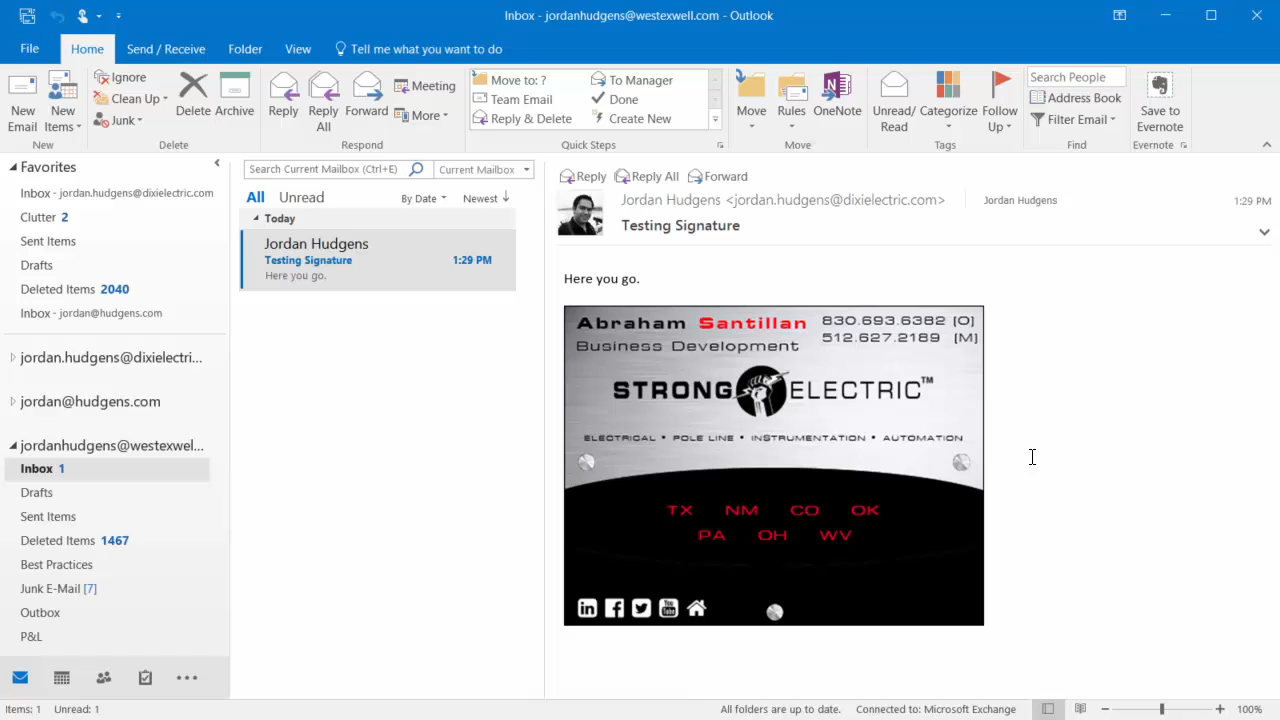 Inbox - jordanhudgens@westexwell.com - Outlook
File Home Send / Receive Folder View Tell me what you want to do
New Email
New Items
Ignore
Clean Up
Junk
Delete
Archive
Delete
Reply
Reply All
Forward
Meeting
More
Respond
Move to: ?
Team Email
Reply & Delete
To Manager
Done
Create New
Quick Steps
Move
Rules
OneNote
Move
Unread/ Read
Categorize
Follow Up
Tags
Search People
Address Book
Filter Email
Find
Save to Evernote
Evernote
New
Favorites
Inbox - jordan.hudgens@dixielectric.com
Clutter 2
Sent Items
Drafts
Deleted Items 2040
Inbox - jordan@hudgens.com
jordan.hudgens@dixielectri...
jordan@hudgens.com
jordanhudgens@westexwel...
Inbox 1
Drafts
Sent Items
Deleted Items 1467
Best Practices
Junk E-Mail [7]
Outbox
P&L
Search Current Mailbox (Ctrl+E) Current Mailbox
All Unread By Date Newest
Today
Jordan Hudgens
Testing Signature 1:29 PM
Here you go.
Reply Reply All Forward
Jordan Hudgens <jordan.hudgens@dixielectric.com> Jordan Hudgens 1:29 PM
Testing Signature
Here you go.
Abraham Santillan 830.693.6382 (O)
Business Development 512.627.2189 (M)
STRONG ELECTRIC™
ELECTRICAL • POLE LINE • INSTRUMENTATION • AUTOMATION
TX NM CO OK
PA OH WV
in f You Tube
Items: 1 Unread: 1 All folders are up to date. Connected to: Microsoft Exchange 100%